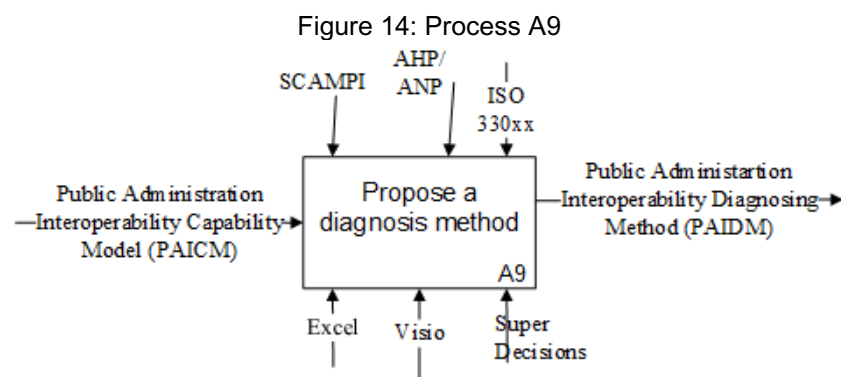 Figure 14: Process A9
SCAMPI
AHP/
ANP
ISO
330xx
Public Administration
Interoperability Capability
Model (PAICM)
Propose a
diagnosis method
A9
Public Administartion
Interoperability Diagnosing
Method (PAIDM)
Excel
Visio
Super
Decisions